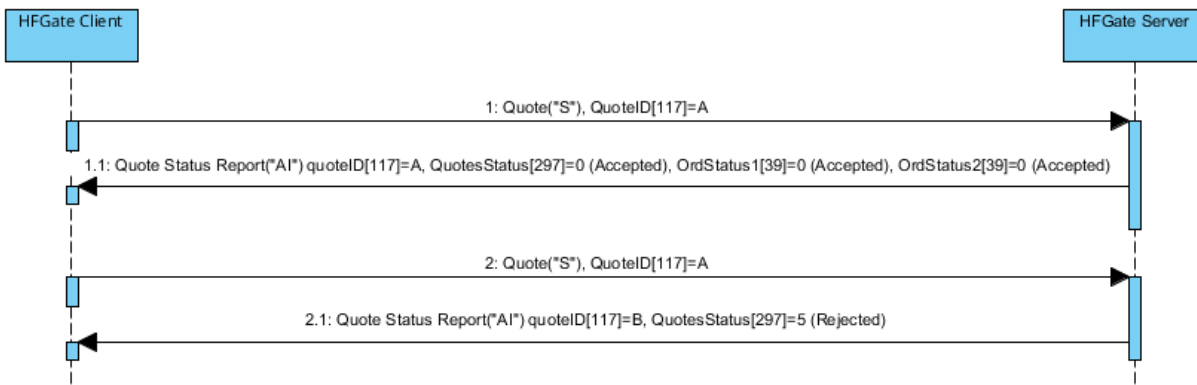 HFGate Client
HFGate Server
1: Quote("S"), QuoteID[117]=A
1.1: Quote Status Report("AI") quoteID[117]=A, QuotesStatus[297]=0 (Accepted), OrdStatus1[39]=0 (Accepted), OrdStatus2[39]=0 (Accepted)
2: Quote("S"), QuoteID[117]=A
2.1: Quote Status Report("AI") quoteID[117]=B, QuotesStatus[297]=5 (Rejected)